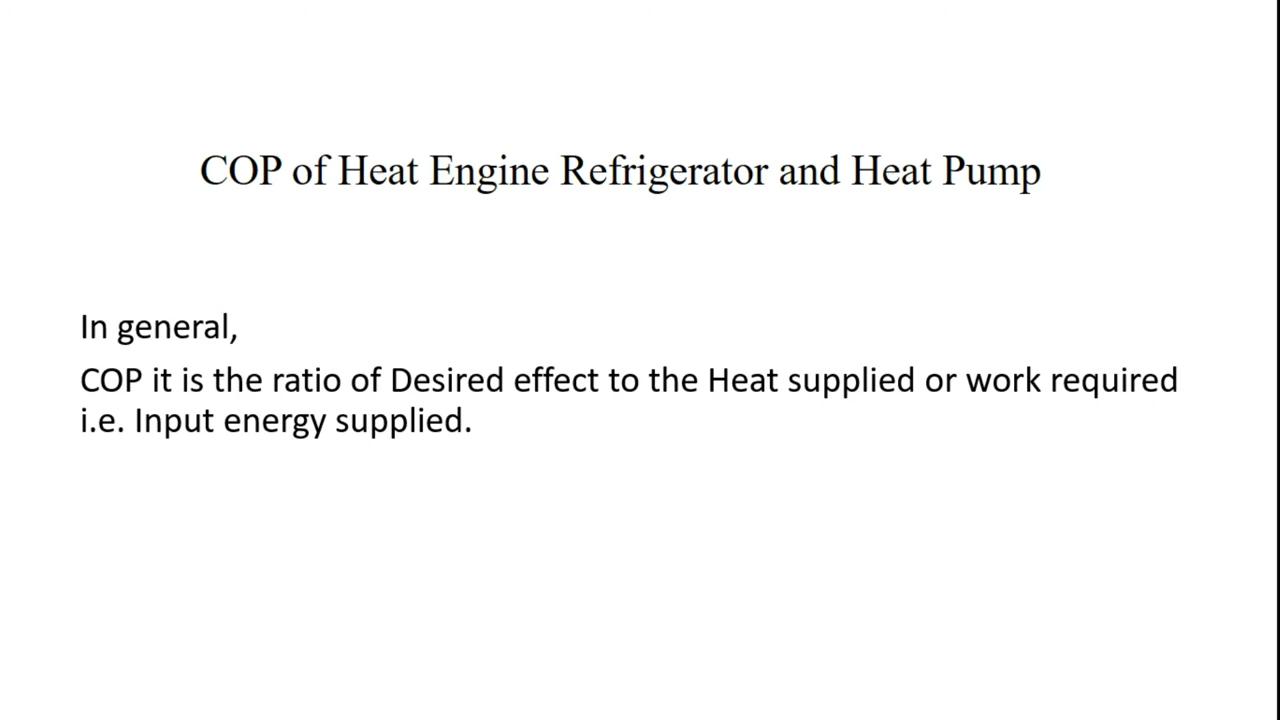 COP of Heat Engine Refrigerator and Heat Pump
In general,
COP it is the ratio of Desired effect to the Heat supplied or work required
i.e. Input energy supplied.